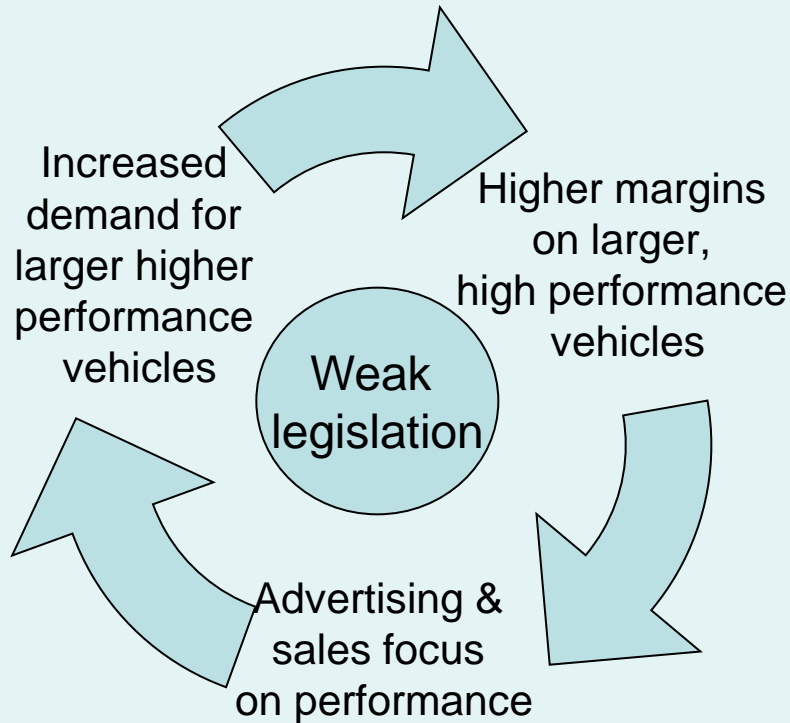 Increased
demand for
larger higher
performance
vehicles
Higher margins
on larger,
high performance
vehicles
Weak
legislation
Advertising &
sales focus
on performance